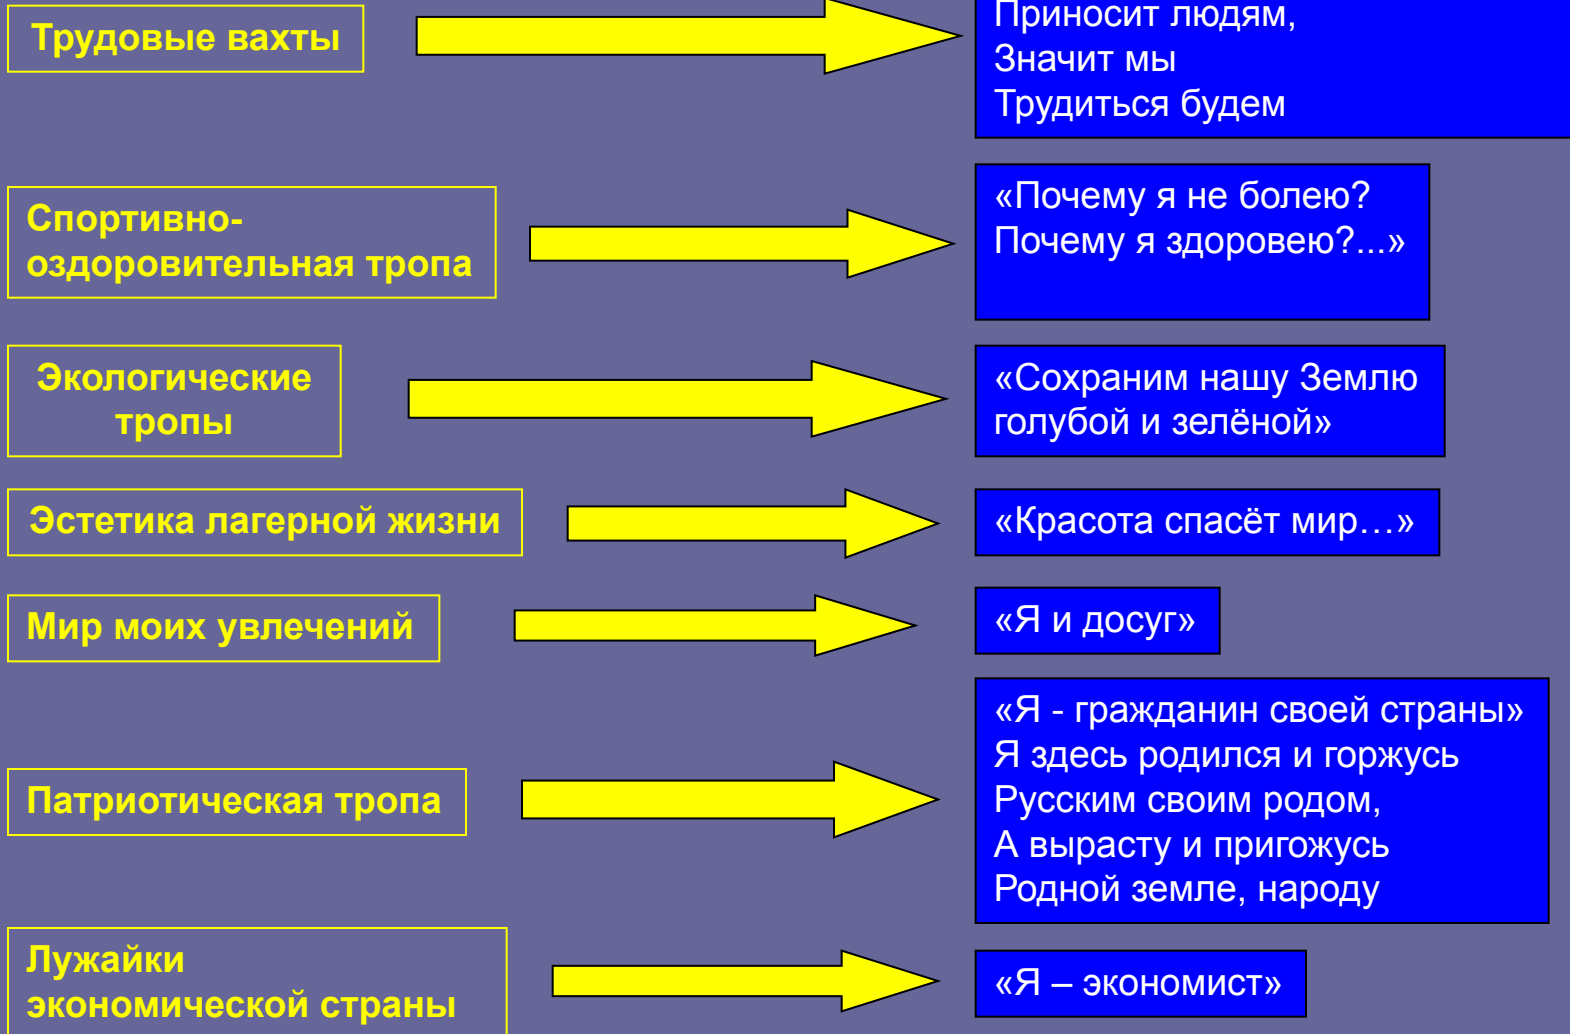 Трудовые вахты
Приносит людям,
Значит мы
Трудиться будем
Спортивно-
оздоровительная тропа
«Почему я не болею?
Почему я здоровею?...»
Экологические
тропы
«Сохраним нашу Землю
голубой и зелёной»
Эстетика лагерной жизни
«Красота спасёт мир…»
Мир моих увлечений
«Я и досуг»
Патриотическая тропа
«Я - гражданин своей страны»
Я здесь родился и горжусь
Русским своим родом,
А вырасту и пригожусь
Родной земле, народу
Лужайки
экономической страны
«Я – экономист»